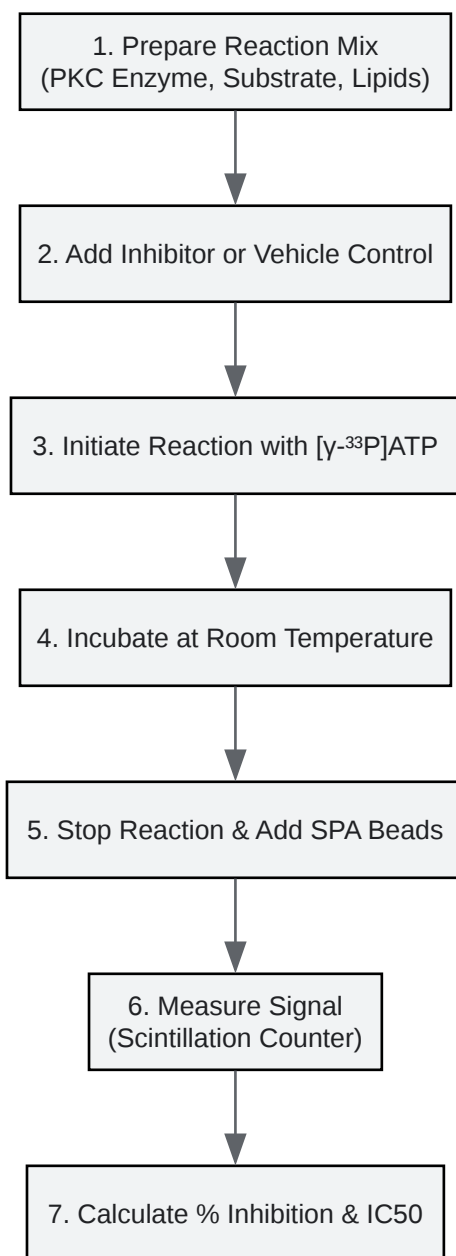 1. Prepare Reaction Mix
(PKC Enzyme, Substrate, Lipids)
2. Add Inhibitor or Vehicle Control
3. Initiate Reaction with [γ-³³P]ATP
4. Incubate at Room Temperature
5. Stop Reaction & Add SPA Beads
6. Measure Signal
(Scintillation Counter)
7. Calculate % Inhibition & IC50